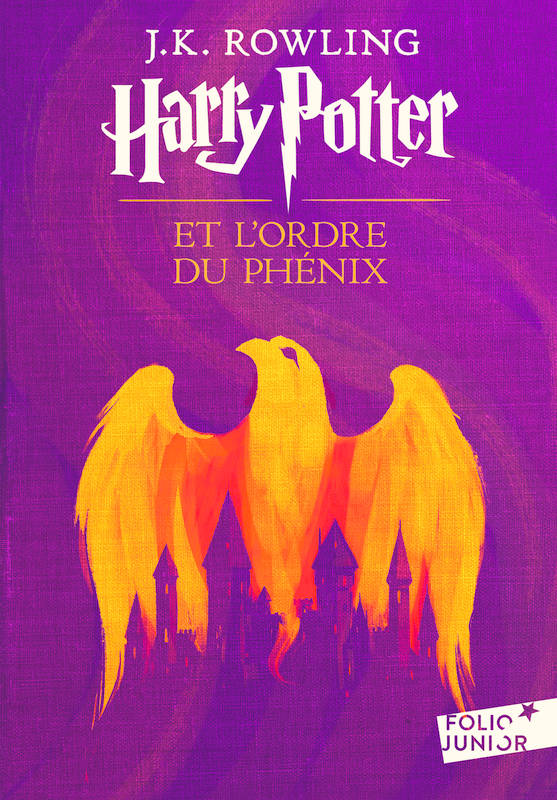 J.K. ROWLING
Harry Potter
ET L'ORDRE
DU PHÉNIX
FOLIO
JUNIOR